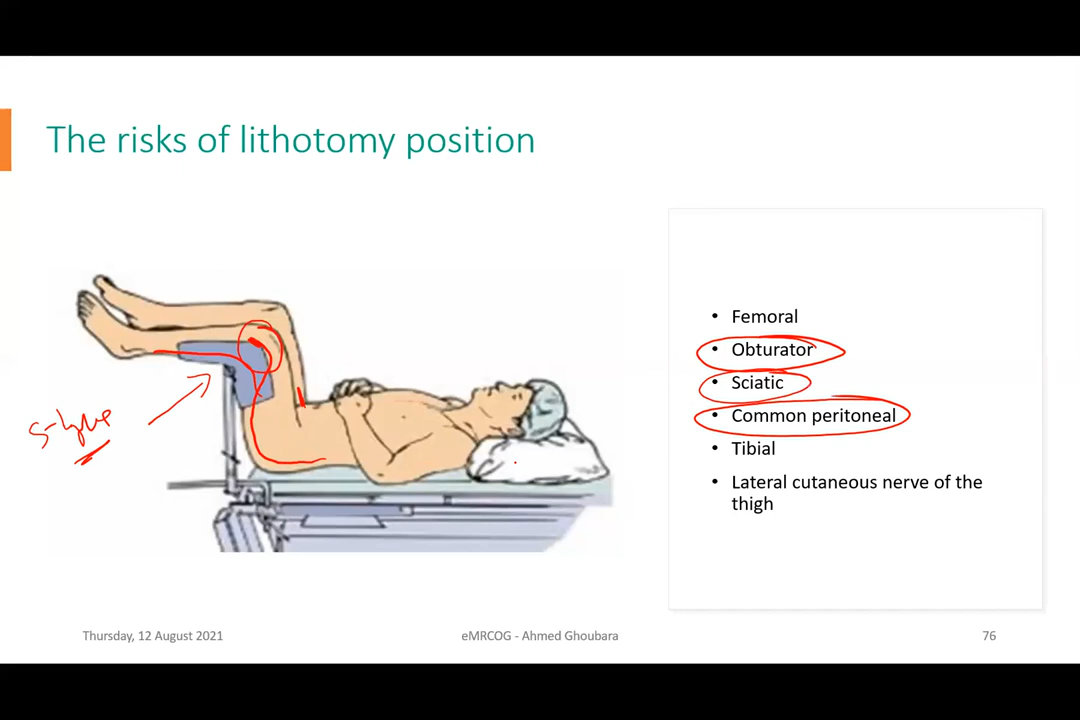 The risks of lithotomy position
• Femoral
• Obturator
• Sciatic
• Common peritoneal
• Tibial
• Lateral cutaneous nerve of the
thigh
Thursday, 12 August 2021
eMRCOG - Ahmed Ghoubara
76